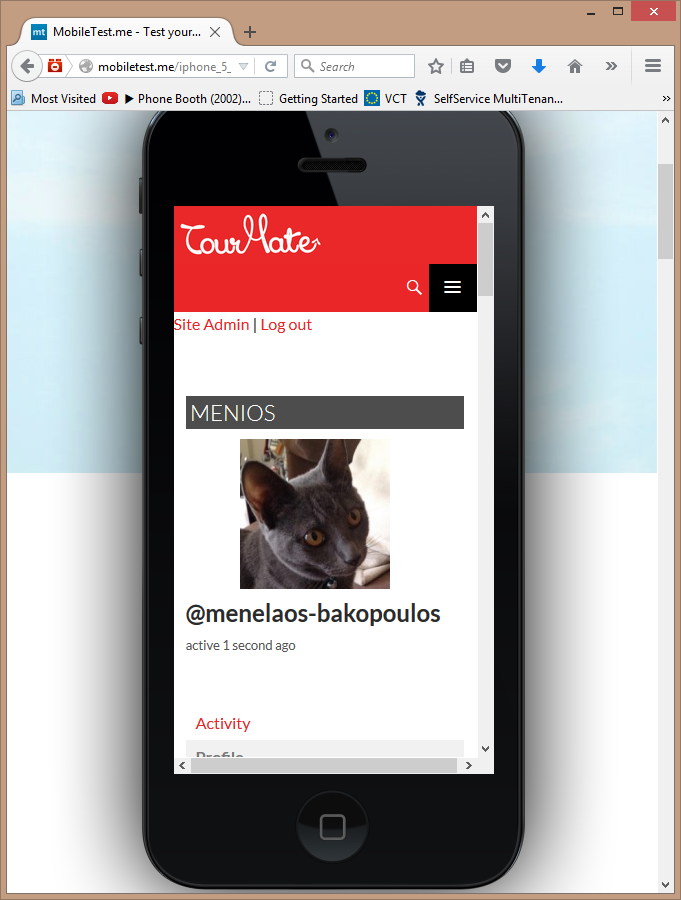 mt MobileTest.me - Test your...
mobiletest.me/iphone_5_
Search
Most Visited
Phone Booth (2002)...
Getting Started
VCT
SelfService MultiTenan...
TourMate
Site Admin | Log out
MENIOS
@menelaos-bakopoulos
active 1 second ago
Activity
Profile